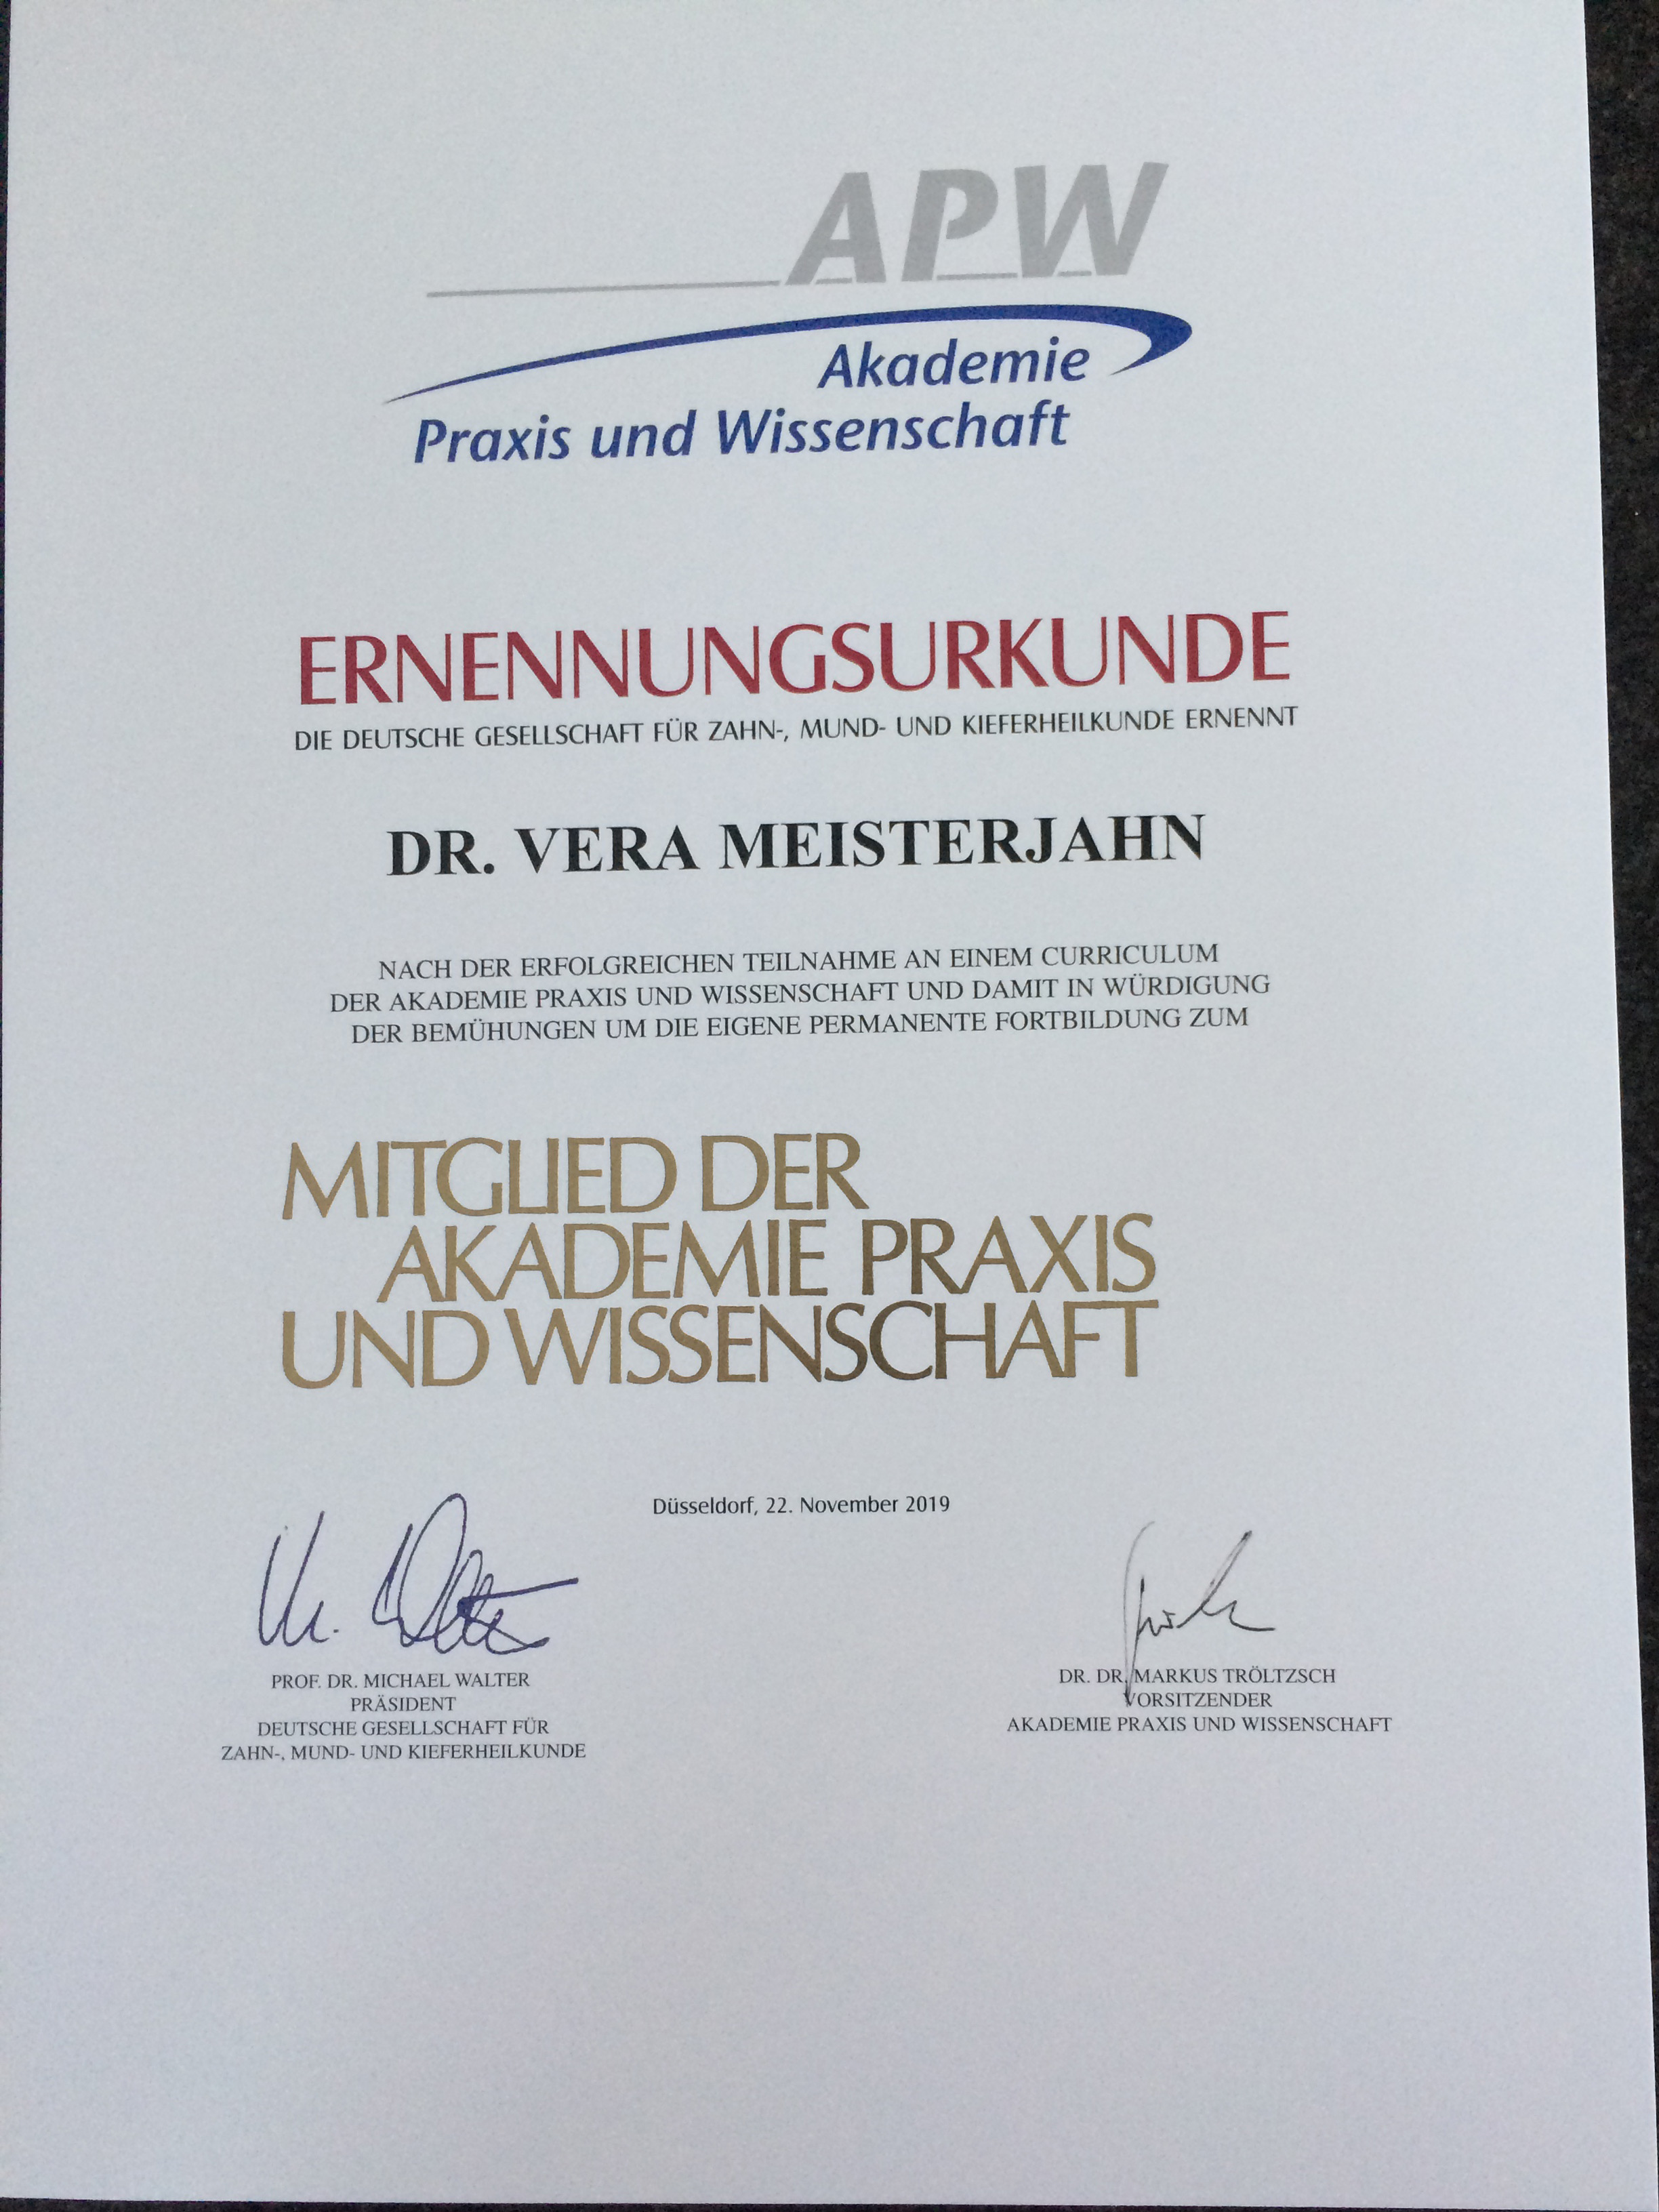 APW
Akademie
Praxis und Wissenschaft
ERNENNUNGSURKUNDE
DIE DEUTSCHE GESELLSCHAFT FÜR ZAHN-, MUND- UND KIEFERHEILKUNDE ERNENNT
DR. VERA MEISTERJAHN
NACH DER ERFOLGREICHEN TEILNAHME AN EINEM CURRICULUM
DER AKADEMIE PRAXIS UND WISSENSCHAFT UND DAMIT IN WÜRDIGUNG
DER BEMÜHUNGEN UM DIE EIGENE PERMANENTE FORTBILDUNG ZUM
MITGLIED DER
AKADEMIE PRAXIS
UND WISSENSCHAFT
Düsseldorf, 22. November 2019
PROF. DR. MICHAEL WALTER
PRÄSIDENT
DEUTSCHE GESELLSCHAFT FÜR
ZAHN-, MUND- UND KIEFERHEILKUNDE
DR. DR. MARKUS TRÖLTZSCH
VORSITZENDER
AKADEMIE PRAXIS UND WISSENSCHAFT